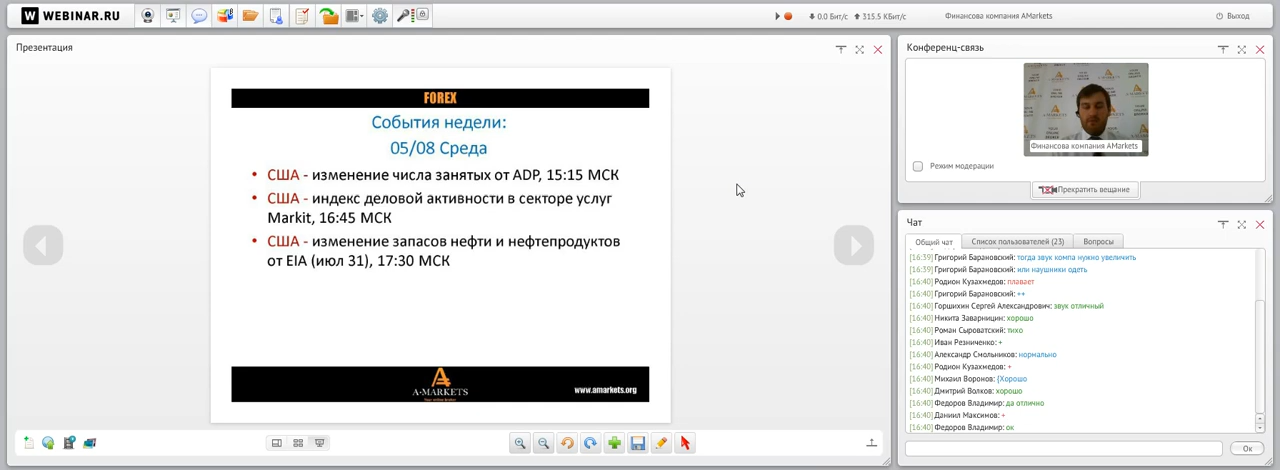 W WEBINAR.RU
0.0 Бит/с 315.5 КБит/с
Финансова компания AMarkets
Выход
Презентация
FOREX
События недели:
05/08 Среда
• США - изменение числа занятых от ADP, 15:15 МСК
• США - индекс деловой активности в секторе услуг
Markit, 16:45 МСК
• США - изменение запасов нефти и нефтепродуктов
от EIA (июл 31), 17:30 МСК
A-MARKETS
www.amarkets.org
Конференц-связь
Финансова компания AMarkets
Режим модерации
Прекратить вещание
Чат
Общий чат
Список пользователей (23)
Вопросы
[16:39] Григорий Барановский: тогда звук компа нужно увеличить
[16:39] Григорий Барановский: или наушники одеть
[16:40] Родион Кузахмедов: плавает
[16:40] Григорий Барановский: ++
[16:40] Горшихин Сергей Александрович: звук отличный
[16:40] Никита Заварницин: хорошо
[16:40] Роман Сыроватский: тихо
[16:40] Иван Резниченко: +
[16:40] Александр Смольников: нормально
[16:40] Родион Кузахмедов: +
[16:40] Михаил Воронов: {Хорошо
[16:40] Дмитрий Волков: хорошо
[16:40] Федоров Владимир: да отлично
[16:40] Даниил Максимов: +
[16:40] Федоров Владимир: ок
Ок